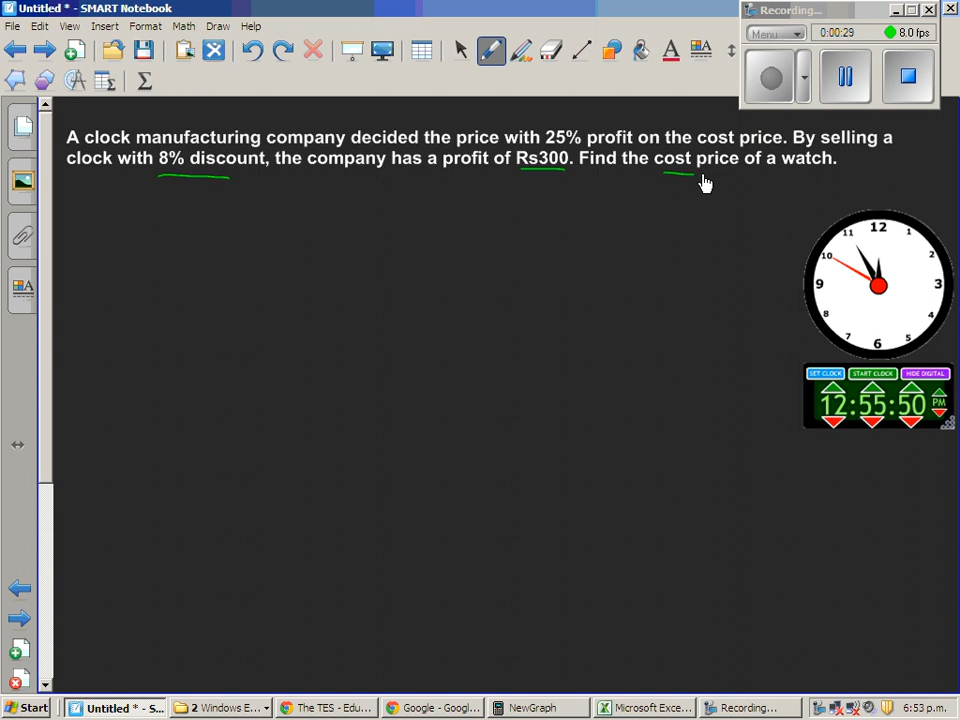 Untitled * - SMART Notebook
Recording...
File Edit View Insert Format Math Draw Help
Menu 0:00:29 8.0 fps
A clock manufacturing company decided the price with 25% profit on the cost price. By selling a
clock with 8% discount, the company has a profit of Rs300. Find the cost price of a watch.
12
11 1
10 2
9 3
8 4
7 5
6
SET CLOCK START CLOCK HIDE DIGITAL
12:55:50 PM
Start Untitled * - S... 2 Windows E... The TES - Edu... Google - Googl... NewGraph Microsoft Exce... Recording... 6:53 p.m.